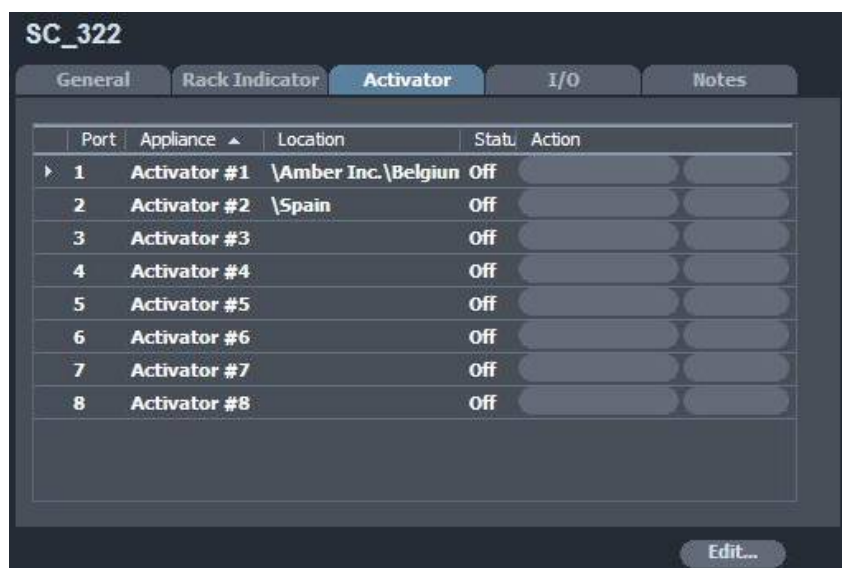 SC_322
General Rack Indicator Activator I/O Notes
Port Appliance Location Statu Action
1 Activator #1 \Amber Inc.\Belgiun Off
2 Activator #2 \Spain Off
3 Activator #3 Off
4 Activator #4 Off
5 Activator #5 Off
6 Activator #6 Off
7 Activator #7 Off
8 Activator #8 Off
Edit...